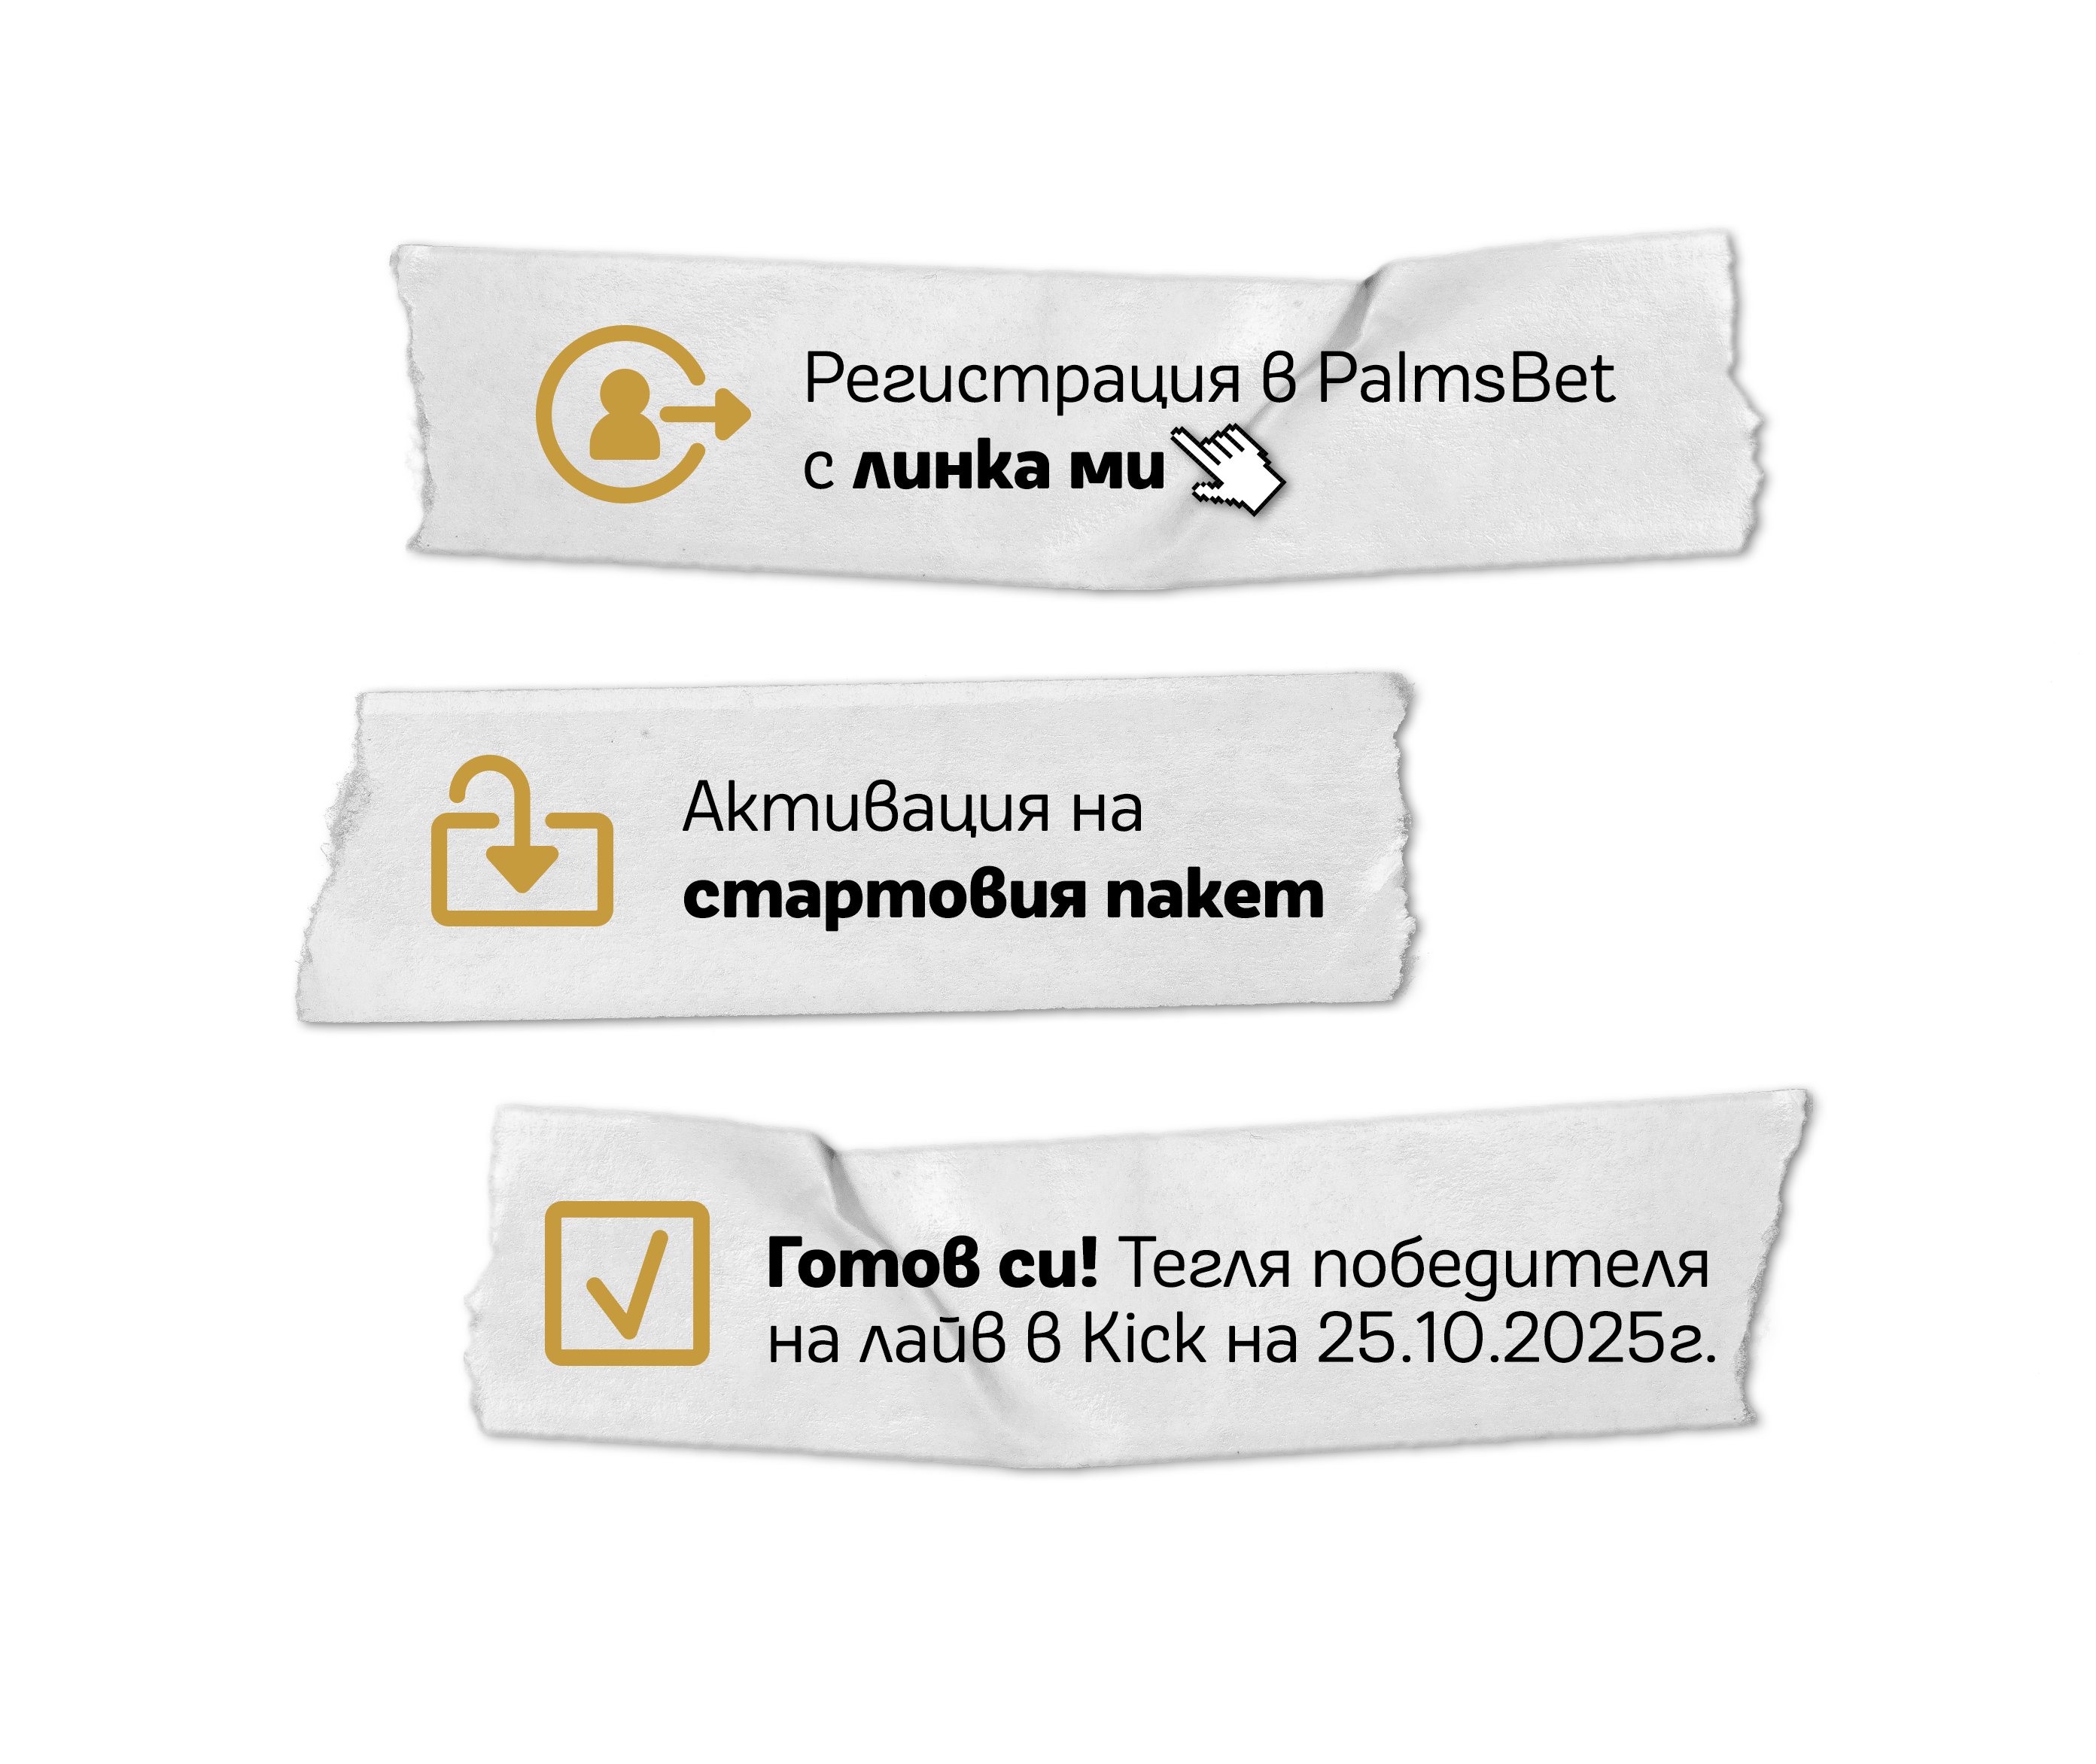 Регистрация в PalmsBet
с линка ми
Активация на
стартовия пакет
Готов си! Тегля победителя
на лайв в Kick на 25.10.2025г.